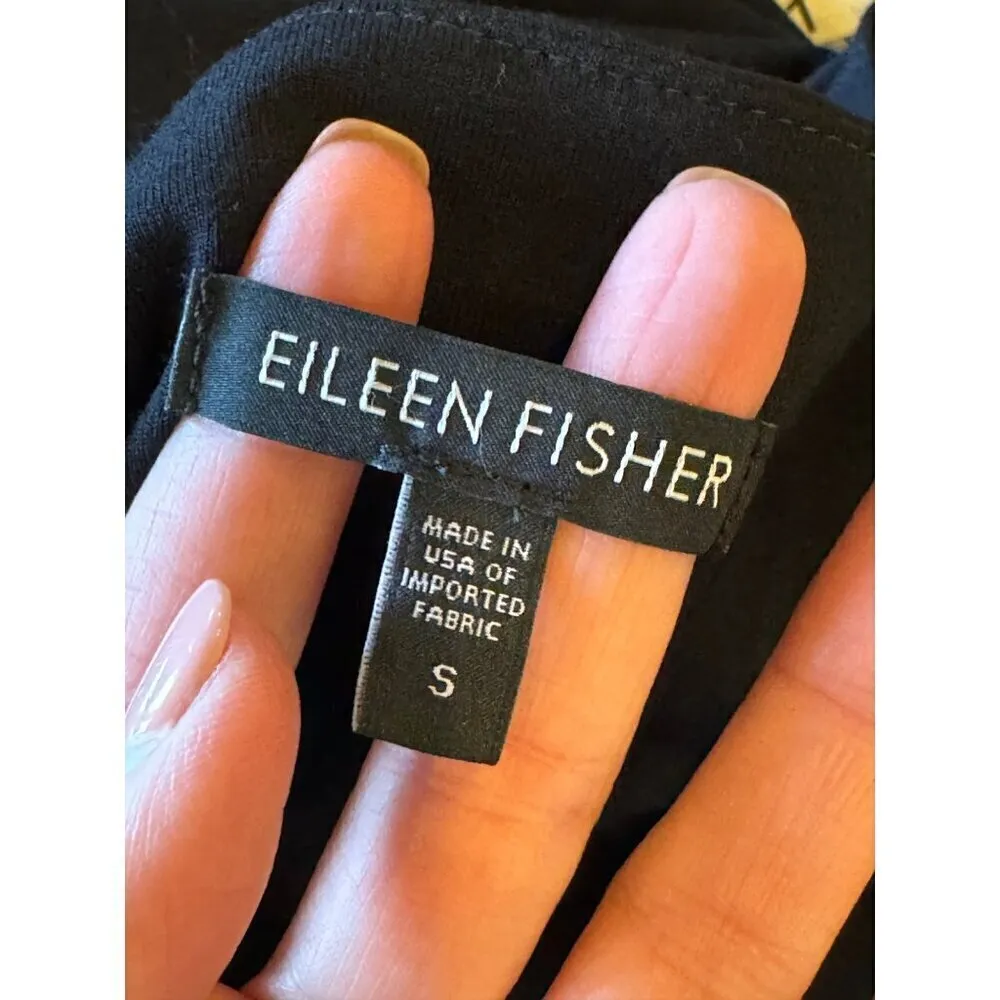 EILEEN FISHER
MADE IN
USA OF
IMPORTED
FABRIC
S